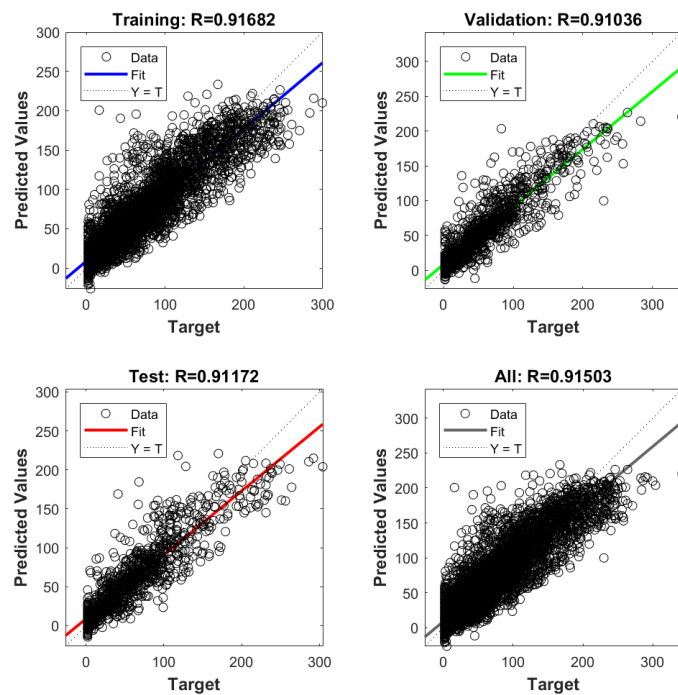 Training: R=0.91682
Data
Fit
Y = T
Predicted Values
300
250
200
150
100
50
0
0
100
200
300
Target
Validation: R=0.91036
Data
Fit
Y = T
Predicted Values
300
250
200
150
100
50
0
0
100
200
300
Target
Test: R=0.91172
Data
Fit
Y = T
Predicted Values
300
250
200
150
100
50
0
0
100
200
300
Target
All: R=0.91503
Data
Fit
Y = T
Predicted Values
300
250
200
150
100
50
0
0
100
200
300
Target